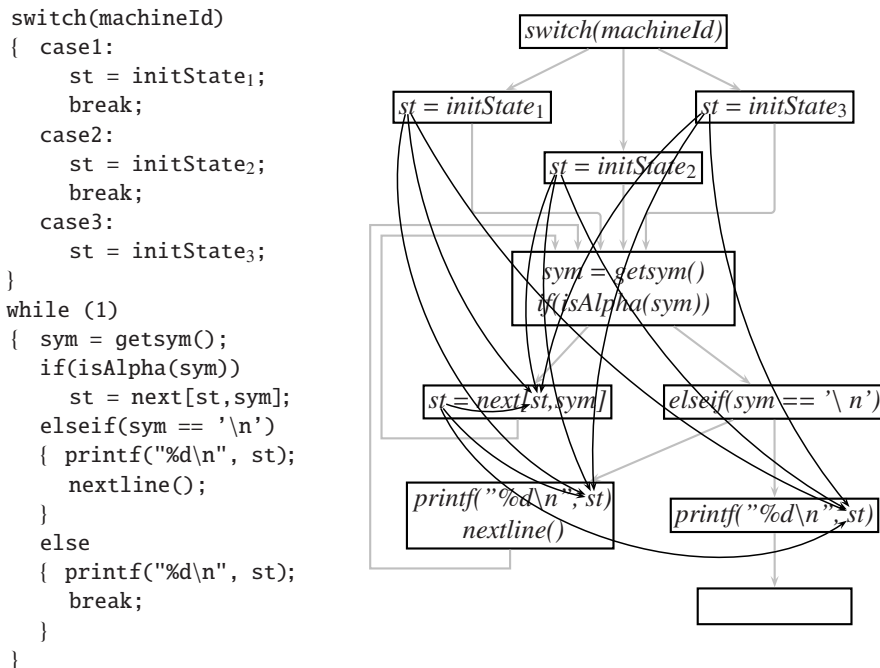 switch(machineId)
{ case1:
st = initState₁;
break;
case2:
st = initState₂;
break;
case3:
st = initState₃;
}
while (1)
{ sym = getsym();
if(isAlpha(sym))
st = next[st,sym];
elseif(sym == '\n')
{ printf("%d\n", st);
nextline();
}
else
{ printf("%d\n", st);
break;
}
}
switch(machineId)
st = initState₁
st = initState₃
st = initState₂
sym = getsym()
if(isAlpha(sym))
st = next[st,sym]
elseif(sym == '\ n')
printf("%d\n", st)
nextline()
printf("%d\n", st)